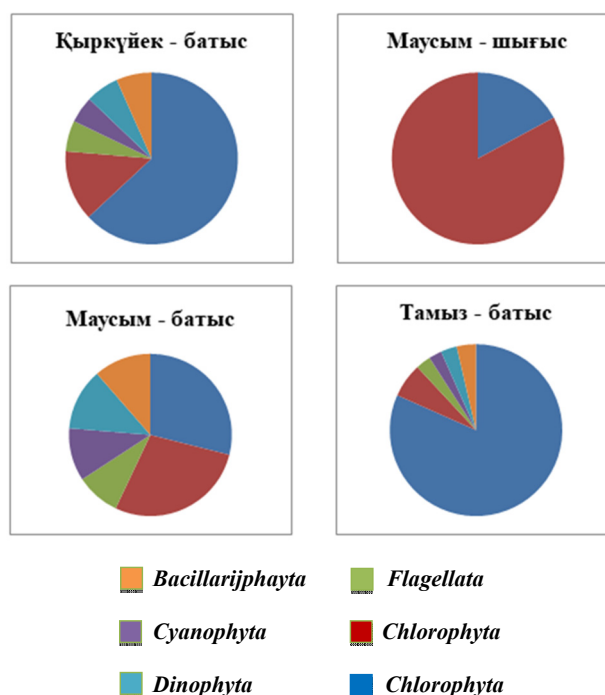 Қыркүйек - батыс
Маусым - шығыс
Маусым - батыс
Тамыз - батыс
Bacillarijphayta
Flagellata
Cyanophyta
Chlorophyta
Dinophyta
Chlorophyta